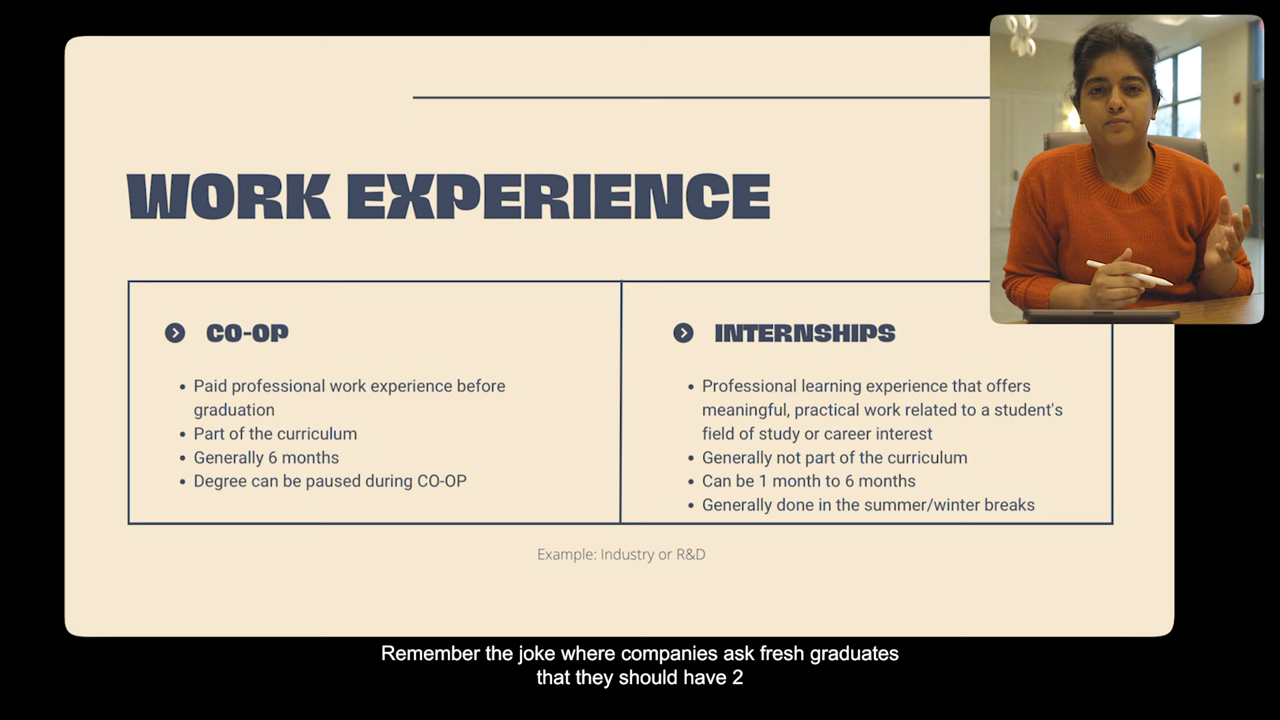 WORK EXPERIENCE
CO-OP
Paid professional work experience before
graduation
Part of the curriculum
Generally 6 months
Degree can be paused during CO-OP
INTERNSHIPS
Professional learning experience that offers
meaningful, practical work related to a student's
field of study or career interest
Generally not part of the curriculum
Can be 1 month to 6 months
Generally done in the summer/winter breaks
Example: Industry or R&D
Remember the joke where companies ask fresh graduates
that they should have 2